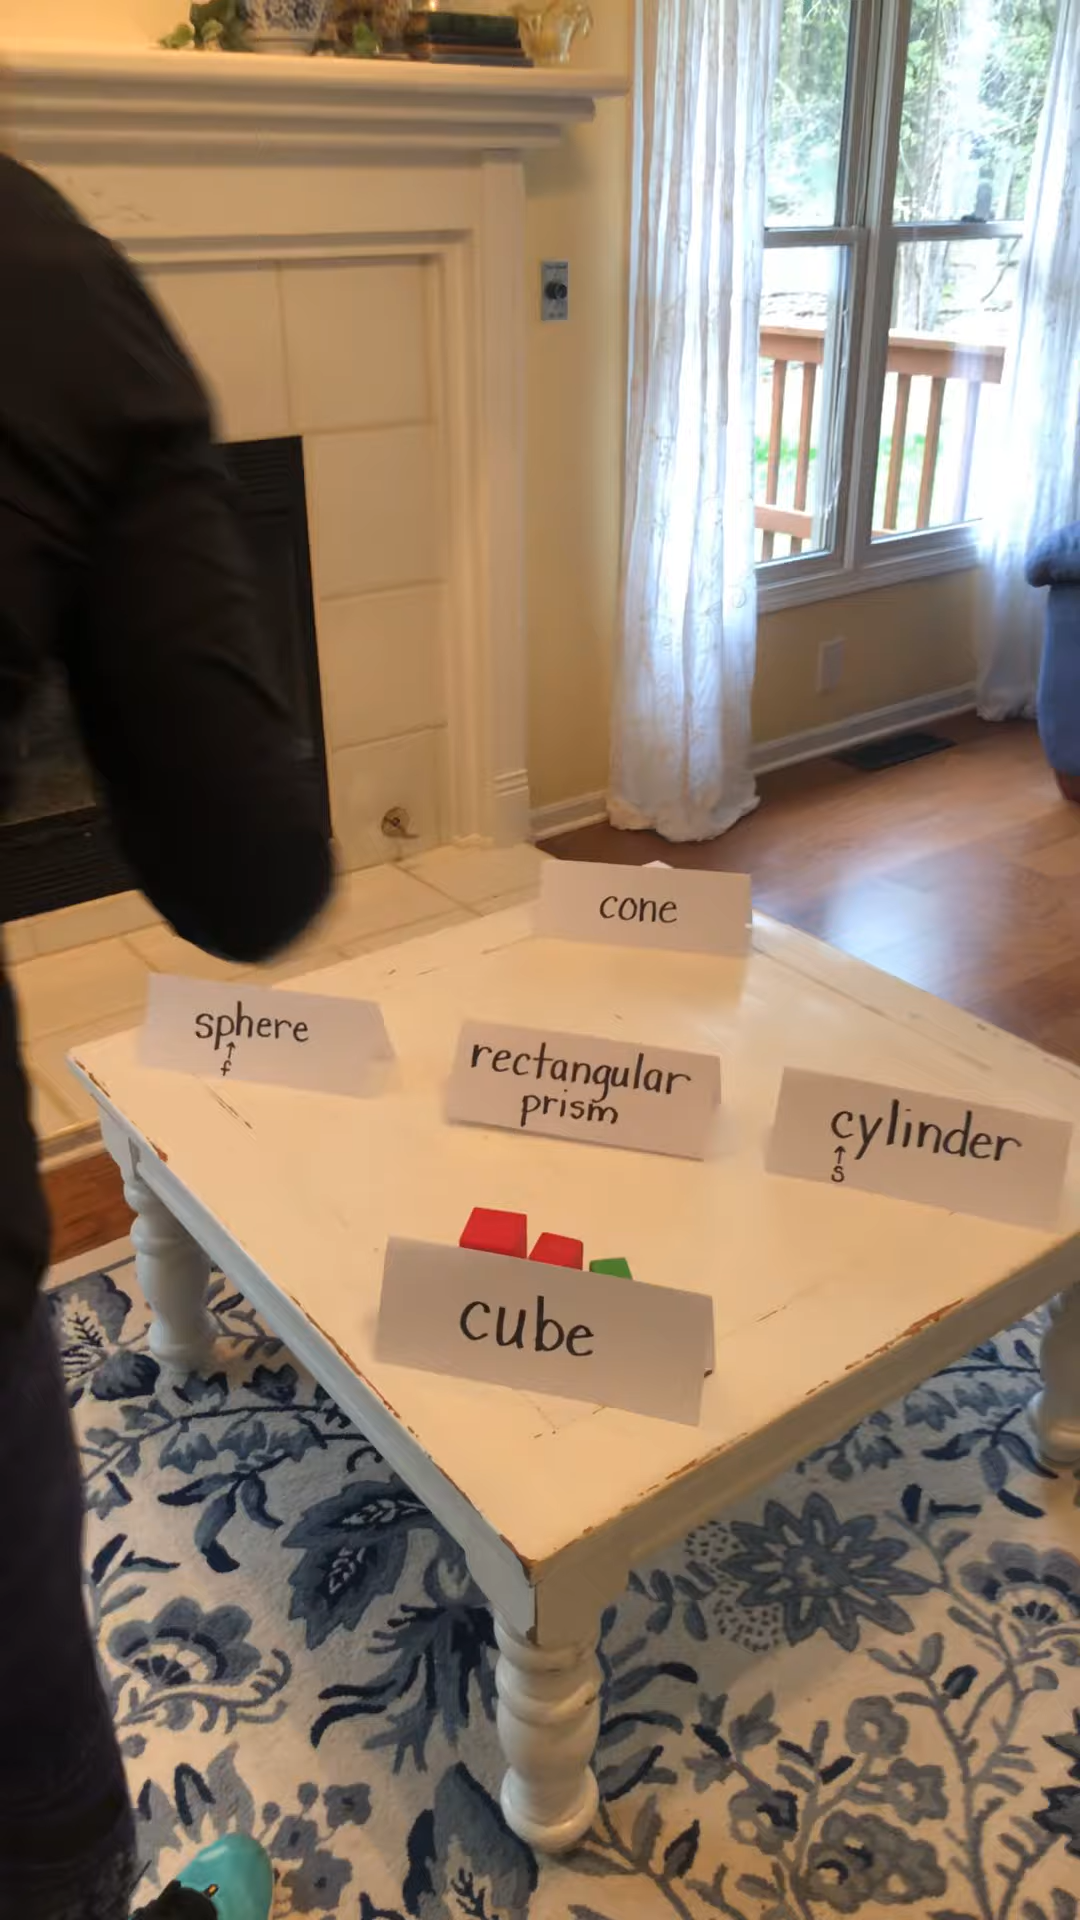 cone
sphere
↑
f
rectangular
prism
cylinder
↑
s
cube